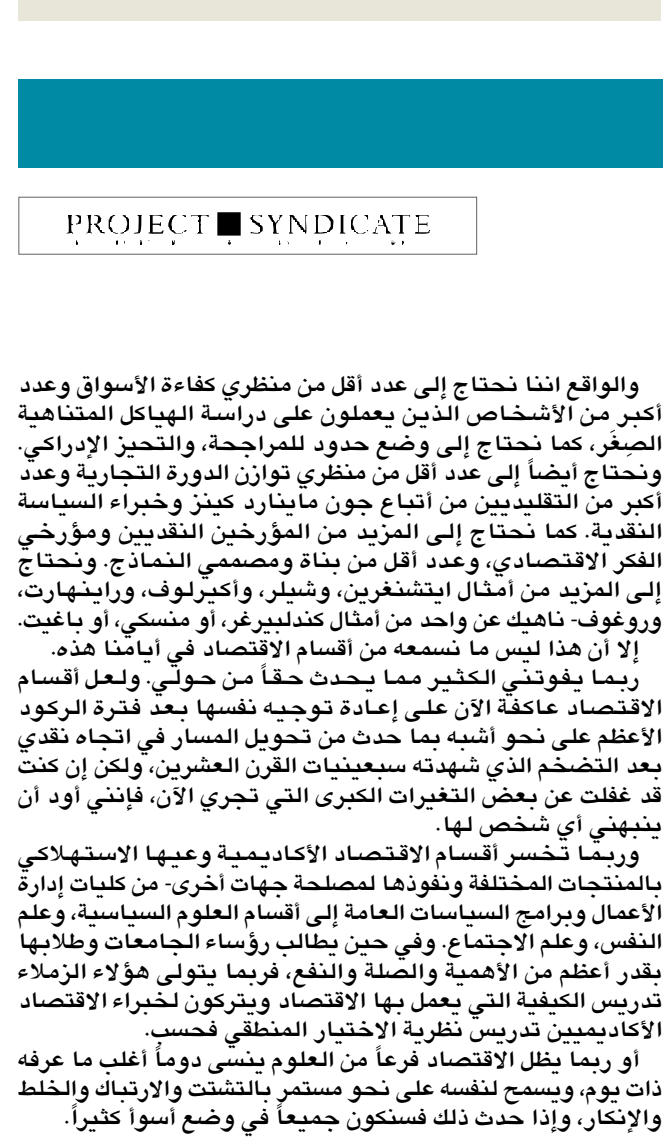 PROJECT SYNDICATE
والواقع اننا نحتاج إلى عدد أقل من منظري كفاءة الأسواق وعدد
أكبر من الأشخاص الذين يعملون على دراسة الهياكل المتناهية
الصِغَر، كما نحتاج إلى وضع حدود للمراجحة، والتحيز الإدراكي.
ونحتاج أيضاً إلى عدد أقل من منظري توازن الدورة التجارية وعدد
أكبر من التقليديين من أتباع جون ماينارد كينز وخبراء السياسة
النقدية. كما نحتاج إلى المزيد من المؤرخين النقديين ومؤرخي
الفكر الاقتصادي، وعدد أقل من بناة ومصممي النماذج. ونحتاج
إلى المزيد من أمثال ايتشنغرين، وشيلر، وأكيرلوف، وراينهارت،
وروغوف- ناهيك عن واحد من أمثال كندلبيرغر، أو منسكي، أو باغيت.
إلا أن هذا ليس ما نسمعه من أقسام الاقتصاد في أيامنا هذه.
ربما يفوتني الكثير مما يحدث حقاً من حولي. ولعل أقسام
الاقتصاد عاكفة الآن على إعادة توجيه نفسها بعد فترة الركود
الأعظم على نحو أشبه بما حدث من تحويل المسار في اتجاه نقدي
بعد التضخم الذي شهدته سبعينيات القرن العشرين، ولكن إن كنت
قد غفلت عن بعض التغيرات الكبرى التي تجري الآن، فإنني أود أن
ينبهني أي شخص لها.
وربما تخسر أقسام الاقتصاد الأكاديمية وعيها الاستهلاكي
بالمنتجات المختلفة ونفوذها لمصلحة جهات أخرى- من كليات إدارة
الأعمال وبرامج السياسات العامة إلى أقسام العلوم السياسية، وعلم
النفس، وعلم الاجتماع. وفي حين يطالب رؤساء الجامعات وطلابها
بقدر أعظم من الأهمية والصلة والنفع، فربما يتولى هؤلاء الزملاء
تدريس الكيفية التي يعمل بها الاقتصاد ويتركون لخبراء الاقتصاد
الأكاديميين تدريس نظرية الاختيار المنطقي فحسب.
أو ربما يظل الاقتصاد فرعاً من العلوم ينسى دوماً أغلب ما عرفه
ذات يوم، ويسمح لنفسه على نحو مستمر بالتشتت والارتباك والخلط
والإنكار، وإذا حدث ذلك فسنكون جميعاً في وضع أسوأ كثيراً.